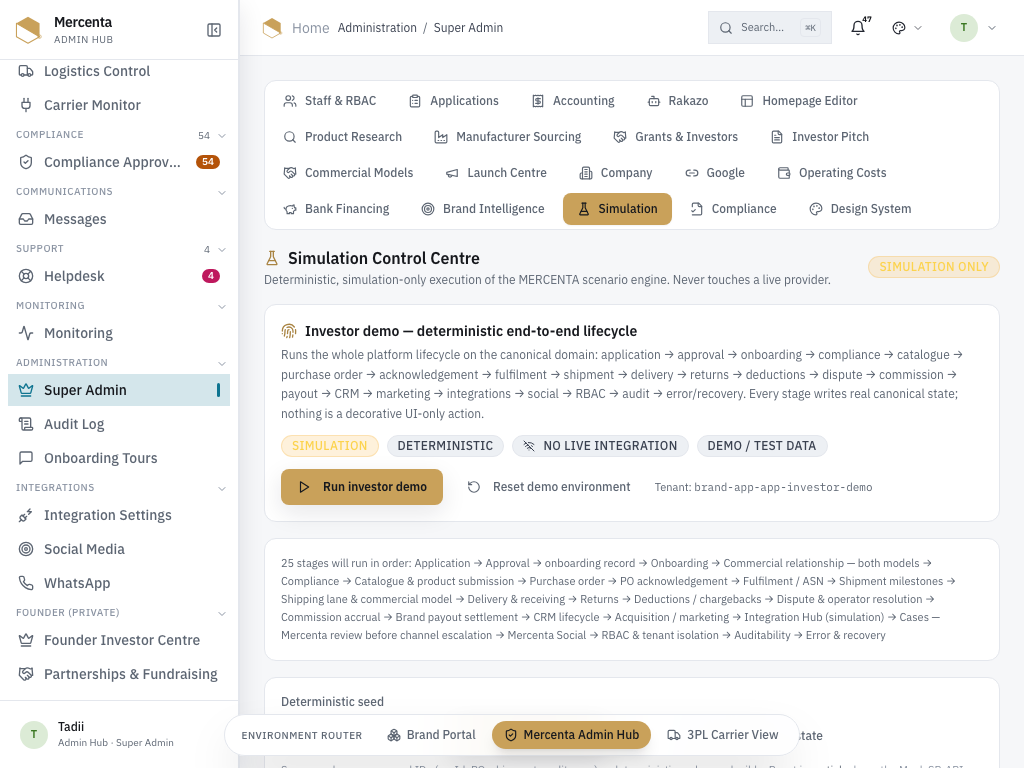 Mercenta
ADMIN HUB
Logistics Control
Carrier Monitor
COMPLIANCE 54
Compliance Approv... 54
COMMUNICATIONS
Messages
SUPPORT 4
Helpdesk 4
MONITORING
Monitoring
ADMINISTRATION
Super Admin
Audit Log
Onboarding Tours
INTEGRATIONS
Integration Settings
Social Media
WhatsApp
FOUNDER (PRIVATE)
Founder Investor Centre
Partnerships & Fundraising
T Tadii
Admin Hub · Super Admin
Home Administration / Super Admin
Search... ⌘K 47 T
Staff & RBAC Applications Accounting Rakazo Homepage Editor
Product Research Manufacturer Sourcing Grants & Investors Investor Pitch
Commercial Models Launch Centre Company Google Operating Costs
Bank Financing Brand Intelligence Simulation Compliance Design System
Simulation Control Centre
Deterministic, simulation-only execution of the MERCENTA scenario engine. Never touches a live provider.
SIMULATION ONLY
Investor demo — deterministic end-to-end lifecycle
Runs the whole platform lifecycle on the canonical domain: application → approval → onboarding → compliance → catalogue →
purchase order → acknowledgement → fulfilment → shipment → delivery → returns → deductions → dispute → commission →
payout → CRM → marketing → integrations → social → RBAC → audit → error/recovery. Every stage writes real canonical state;
nothing is a decorative UI-only action.
SIMULATION DETERMINISTIC NO LIVE INTEGRATION DEMO / TEST DATA
Run investor demo Reset demo environment Tenant: brand-app-app-investor-demo
25 stages will run in order: Application → Approval → onboarding record → Onboarding → Commercial relationship — both models →
Compliance → Catalogue & product submission → Purchase order → PO acknowledgement → Fulfilment / ASN → Shipment milestones →
Shipping lane & commercial model → Delivery & receiving → Returns → Deductions / chargebacks → Dispute & operator resolution →
Commission accrual → Brand payout settlement → CRM lifecycle → Acquisition / marketing → Integration Hub (simulation) → Cases —
Mercenta review before channel escalation → Mercenta Social → RBAC & tenant isolation → Auditability → Error & recovery
Deterministic seed
state
ENVIRONMENT ROUTER Brand Portal Mercenta Admin Hub 3PL Carrier View